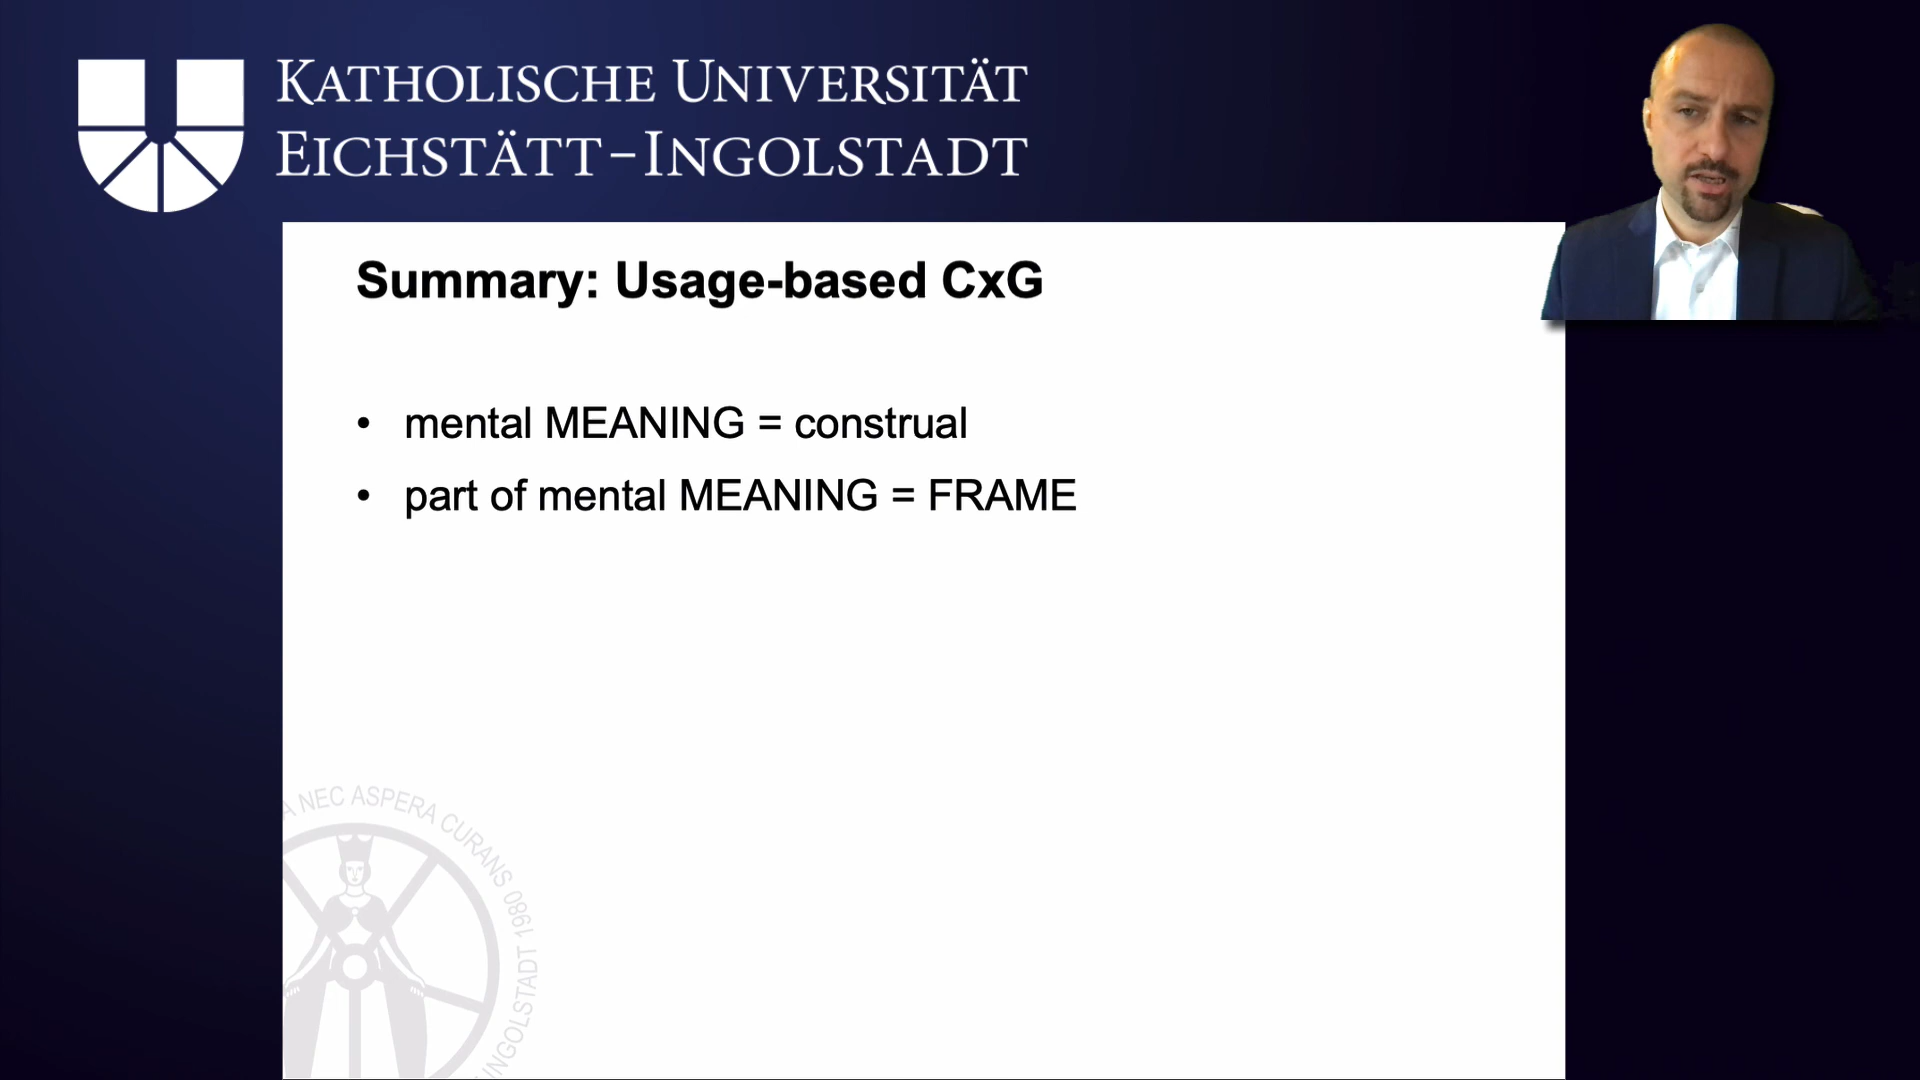 KATHOLISCHE UNIVERSITÄT
EICHSTÄTT-INGOLSTADT
Summary: Usage-based CxG
• mental MEANING = construal
• part of mental MEANING = FRAME
A NEC ASPERA CURANS 1980 INGOLSTADT